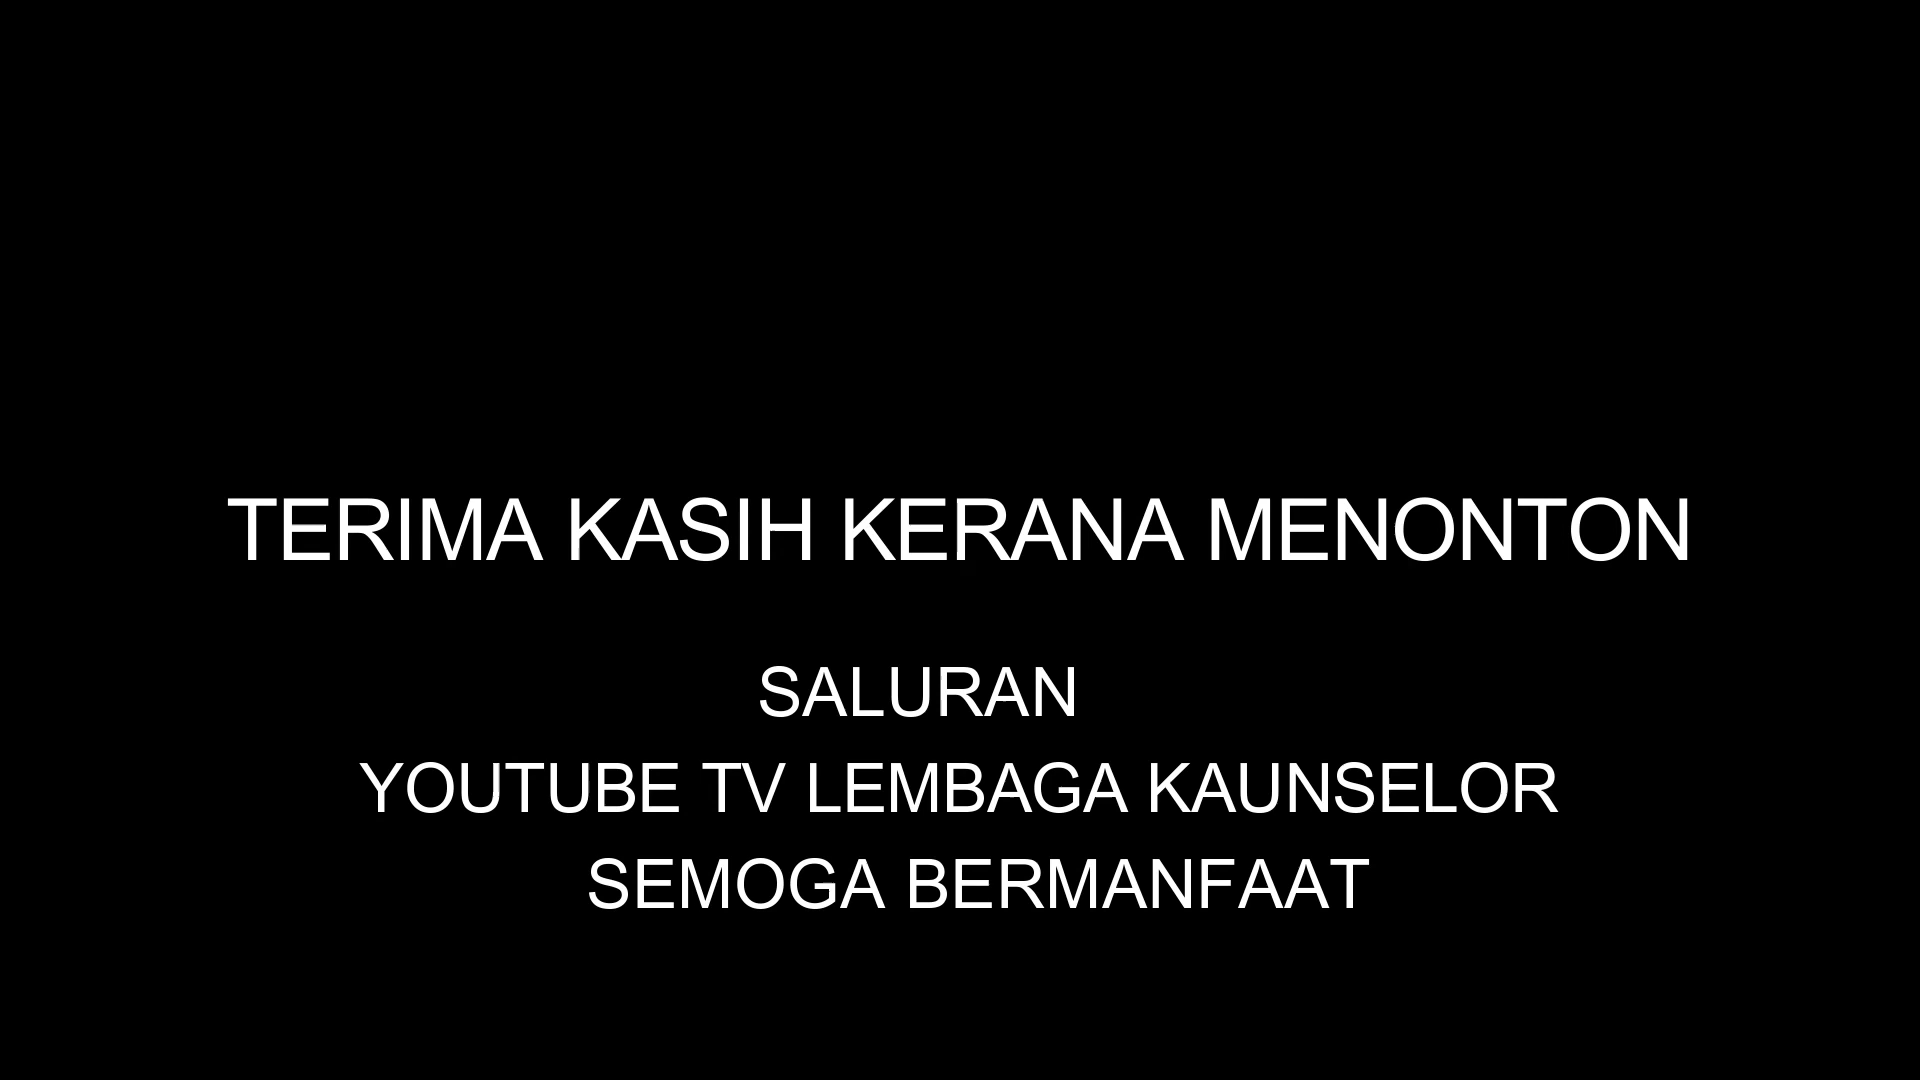 TERIMA KASIH KERANA MENONTON
SALURAN
YOUTUBE TV LEMBAGA KAUNSELOR
SEMOGA BERMANFAAT